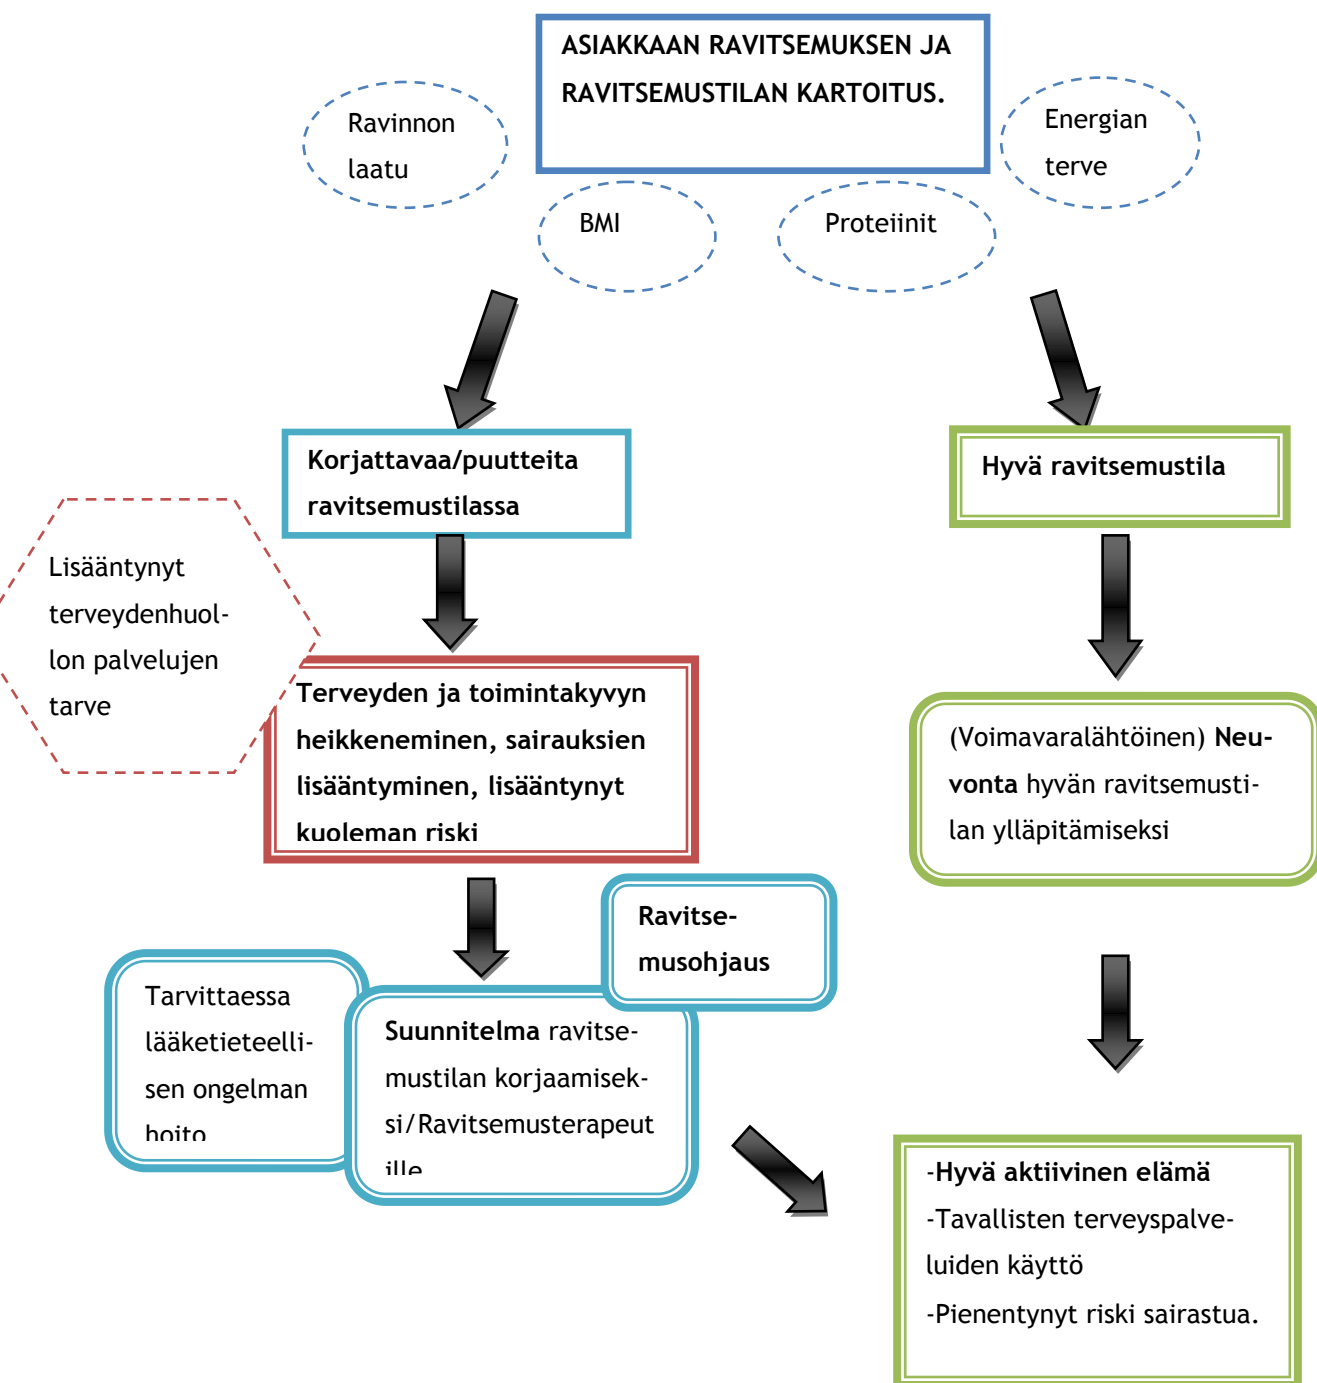 ASIAKKAAN RAVITSEMUKSEN JA
RAVITSEMUSTILAN KARTOITUS.
Ravinnon
laatu
Energian
terve
BMI
Proteiinit
Korjattavaa/puutteita
ravitsemustilassa
Hyvä ravitsemustila
Lisääntynyt
terveydenhuol-
lon palvelujen
tarve
Terveyden ja toimintakyvyn
heikkeneminen, sairauksien
lisääntyminen, lisääntynyt
kuoleman riski
(Voimavaralähtöinen) Neu-
vonta hyvän ravitsemusti-
lan ylläpitämiseksi
Ravitse-
musohjaus
Tarvittaessa
lääketieteelli-
sen ongelman
hoito
Suunnitelma ravitse-
mustilan korjaamisek-
si/Ravitsemusterapeut
ille
-Hyvä aktiivinen elämä
-Tavallisten terveyspalve-
luiden käyttö
-Pienentynyt riski sairastua.